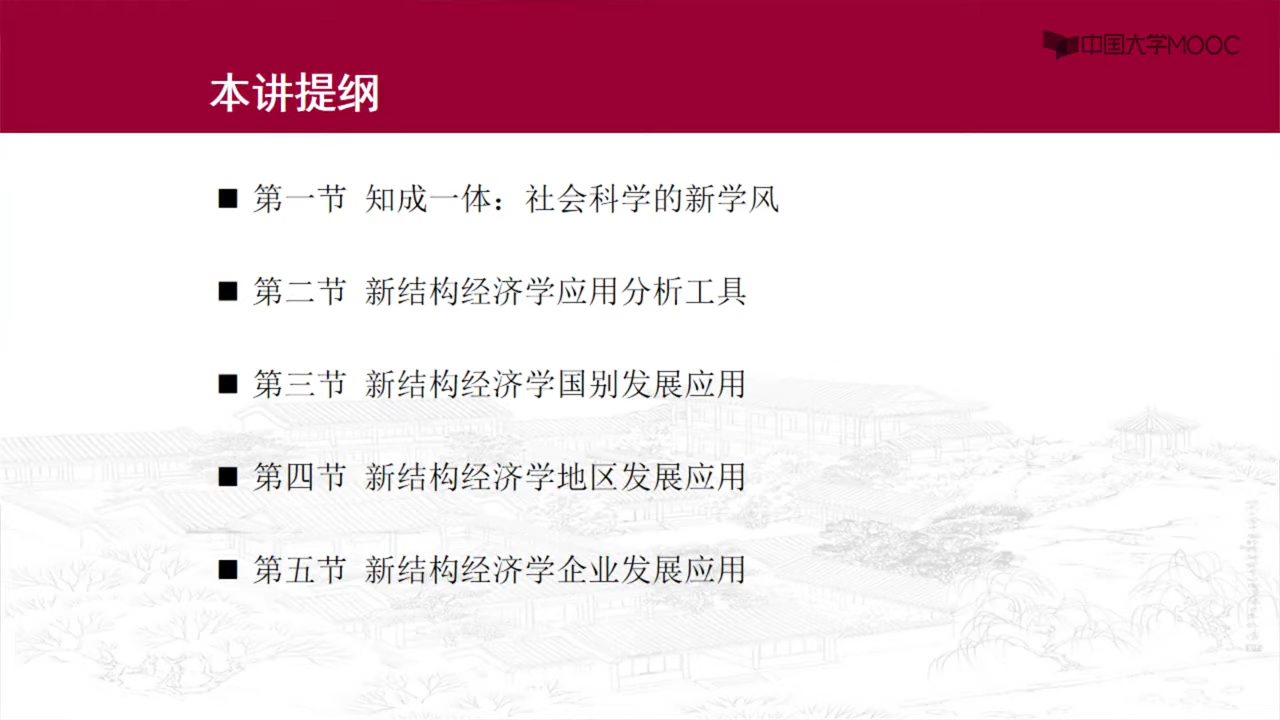 中国大学MOOC
本讲提纲
■ 第一节 知成一体：社会科学的新学风
■ 第二节 新结构经济学应用分析工具
■ 第三节 新结构经济学国别发展应用
■ 第四节 新结构经济学地区发展应用
■ 第五节 新结构经济学企业发展应用